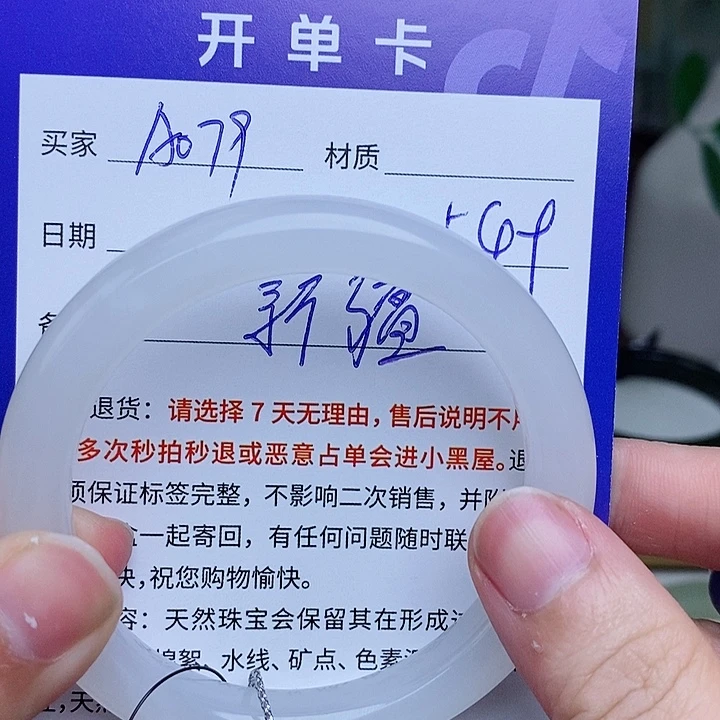 开单卡
买家 A079 材质
日期
新疆
退货：请选择 7 天无理由，售后说明不
多次秒拍秒退或恶意占单会进小黑屋。退
须保证标签完整，不影响二次销售，并附
一起寄回，有任何问题随时联
快，祝您购物愉快。
容：天然珠宝会保留其在形成过
棉絮、水线、矿点、色素